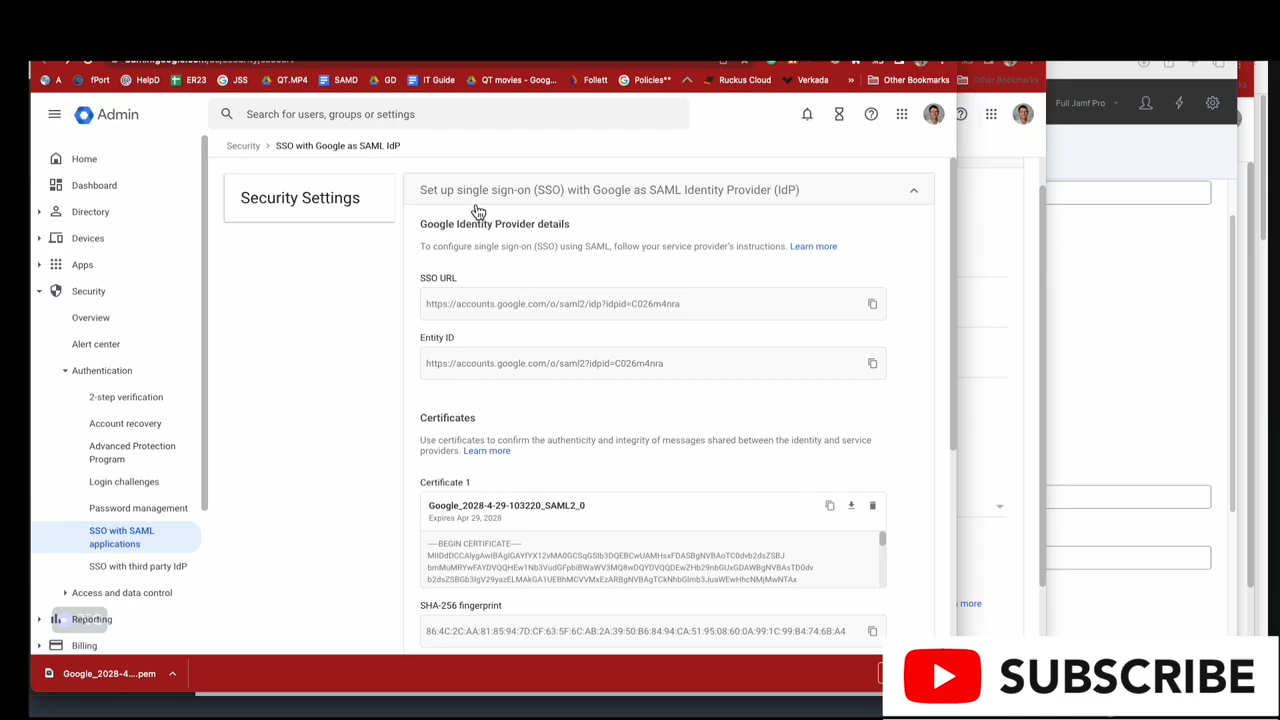 A
fPort
HelpD
ER23
JSS
QT.MP4
SAMD
GD
IT Guide
QT movies - Goog...
Follett
Policies**
Ruckus Cloud
Verkada
»
Other Bookmarks
Other Bookmarks
Admin
Search for users, groups or settings
Full Jamf Pro
Security > SSO with Google as SAML IdP
Home
Dashboard
Directory
Devices
Apps
Security
Overview
Alert center
Authentication
2-step verification
Account recovery
Advanced Protection
Program
Login challenges
Password management
SSO with SAML
applications
SSO with third party IdP
Access and data control
Reporting
Billing
Security Settings
Set up single sign-on (SSO) with Google as SAML Identity Provider (IdP)
Google Identity Provider details
To configure single sign-on (SSO) using SAML, follow your service provider's instructions. Learn more
SSO URL
https://accounts.google.com/o/saml2/idp?idpid=C026m4nra
Entity ID
https://accounts.google.com/o/saml2?idpid=C026m4nra
Certificates
Use certificates to confirm the authenticity and integrity of messages shared between the identity and service
providers. Learn more
Certificate 1
Google_2028-4-29-103220_SAML2_0
Expires Apr 29, 2028
-----BEGIN CERTIFICATE-----
SHA-256 fingerprint
86:4C:2C:AA:81:85:94:7D:CF:63:5F:6C:AB:2A:39:50:B6:84:94:CA:51:95:08:60:0A:99:1C:99:B4:74:6B:A4
more
Google_2028-4....pem
SUBSCRIBE